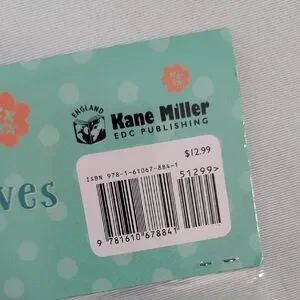 ENGLAND
Kane Miller
EDC PUBLISHING
$12.99
ISBN 978-1-61067-884-1
51299>
ves
9 781610 678841